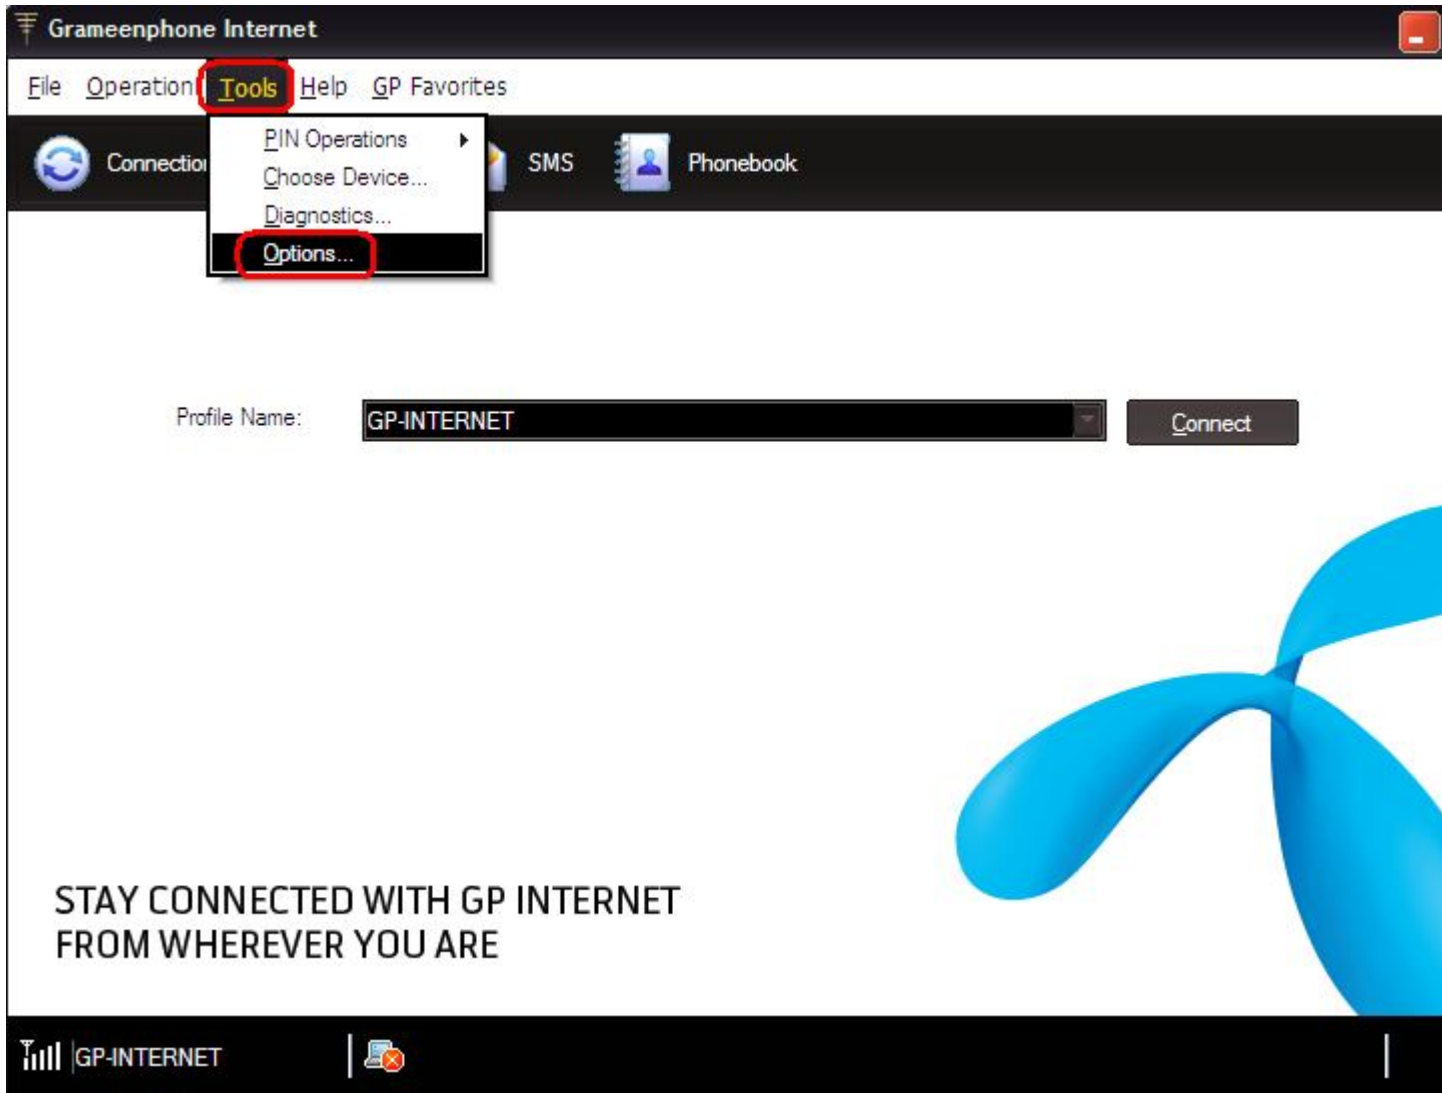 Grameenphone Internet
File Operation Tools Help GP Favorites
PIN Operations
Choose Device...
Diagnostics...
Options...
Connection SMS Phonebook
Profile Name: GP-INTERNET Connect
STAY CONNECTED WITH GP INTERNET
FROM WHEREVER YOU ARE
GP-INTERNET